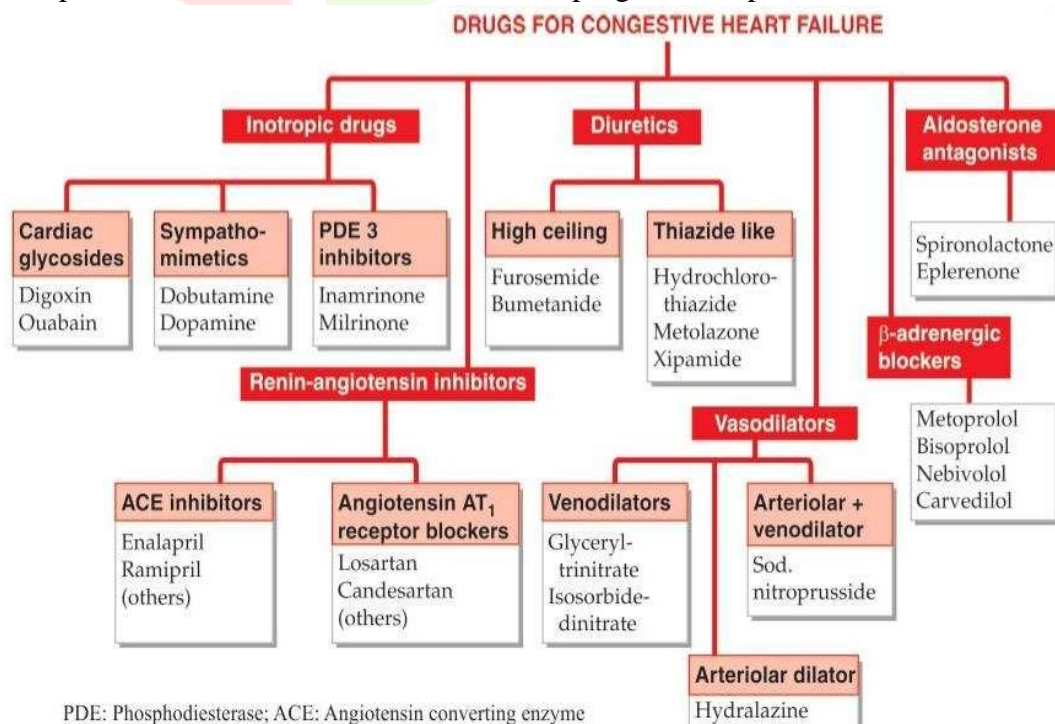 DRUGS FOR CONGESTIVE HEART FAILURE
Inotropic drugs
Diuretics
Aldosterone
antagonists
Cardiac
glycosides
Digoxin
Ouabain
Sympatho-
mimetics
Dobutamine
Dopamine
PDE 3
inhibitors
Inamrinone
Milrinone
High ceiling
Furosemide
Bumetanide
Thiazide like
Hydrochloro-
thiazide
Metolazone
Xipamide
Spironolactone
Eplerenone
β-adrenergic
blockers
Metoprolol
Bisoprolol
Nebivolol
Carvedilol
Renin-angiotensin inhibitors
Vasodilators
ACE inhibitors
Enalapril
Ramipril
(others)
Angiotensin AT₁
receptor blockers
Losartan
Candesartan
(others)
Venodilators
Glyceryl-
trinitrate
Isosorbide-
dinitrate
Arteriolar +
venodilator
Sod.
nitroprusside
Arteriolar dilator
Hydralazine
PDE: Phosphodiesterase; ACE: Angiotensin converting enzyme